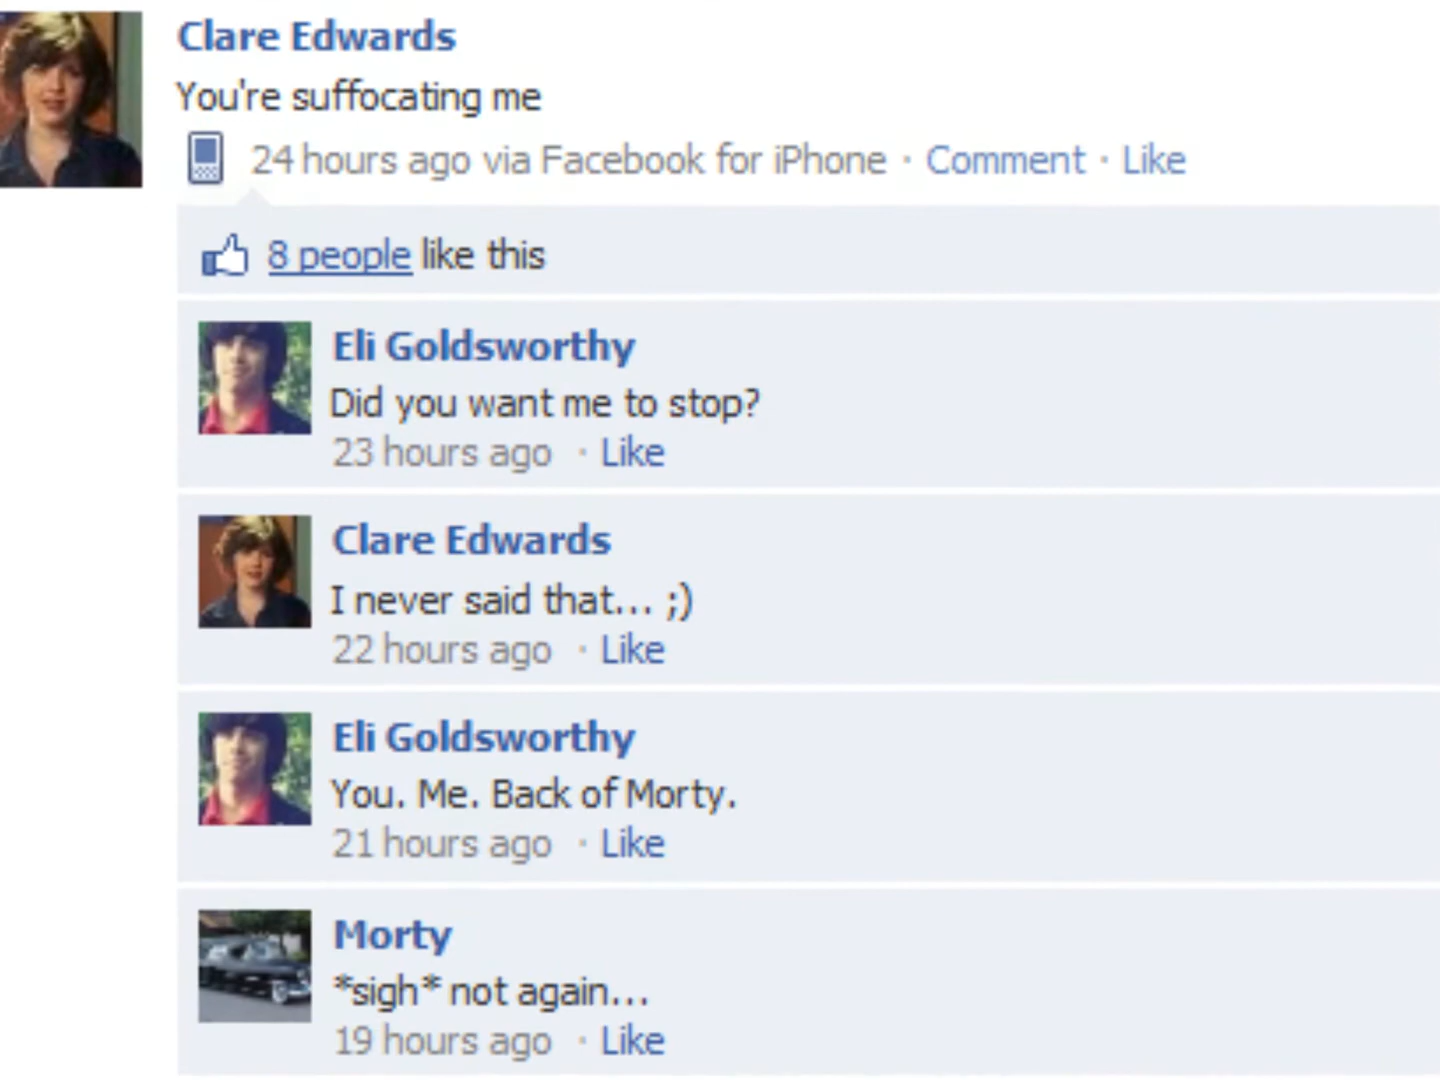 Clare Edwards
You're suffocating me
24 hours ago via Facebook for iPhone · Comment · Like
8 people like this
Eli Goldsworthy
Did you want me to stop?
23 hours ago · Like
Clare Edwards
I never said that... ;)
22 hours ago · Like
Eli Goldsworthy
You. Me. Back of Morty.
21 hours ago · Like
Morty
*sigh* not again...
19 hours ago · Like